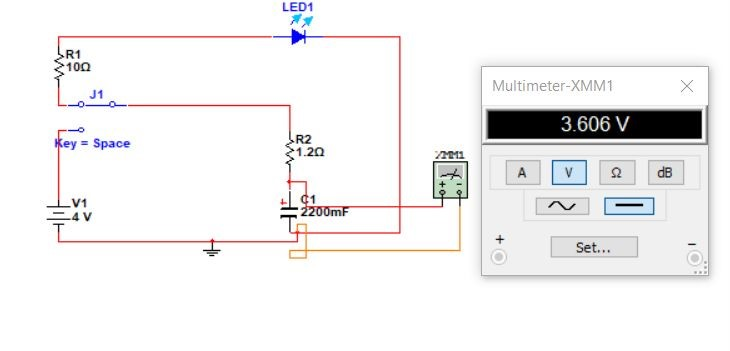 LED1
R1
10Ω
J1
Key = Space
R2
1.2Ω
XMM1
V1
4 V
C1
2200mF
+
+ −
Multimeter-XMM1
3.606 V
A V Ω dB
+ −
Set...